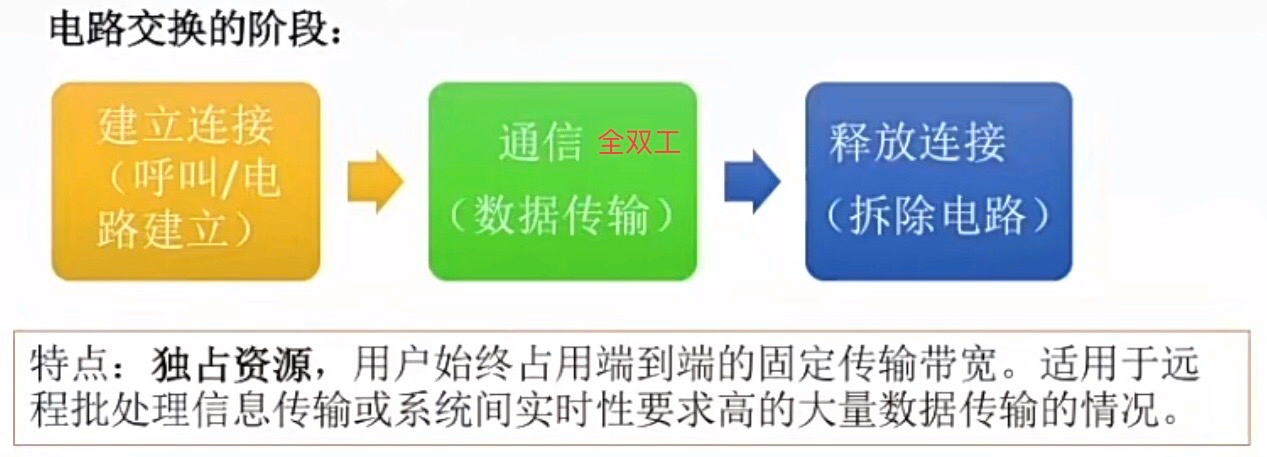 电路交换的阶段：
建立连接
（呼叫/电
路建立）
通信 全双工
（数据传输）
释放连接
（拆除电路）
特点：独占资源，用户始终占用端到端的固定传输带宽。适用于远
程批处理信息传输或系统间实时性要求高的大量数据传输的情况。